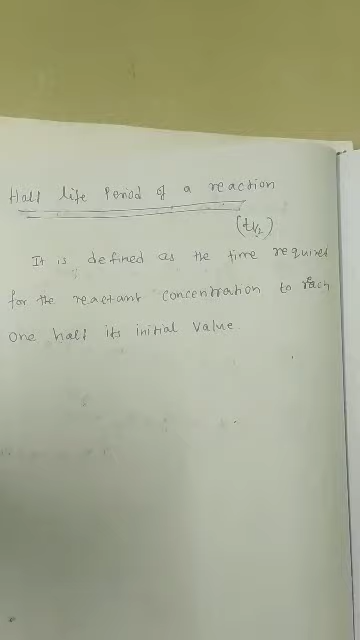 Half life Period of a reaction
(t1/2)
It is defined as the time required
for the reactant concentration to reach
one half its initial value.